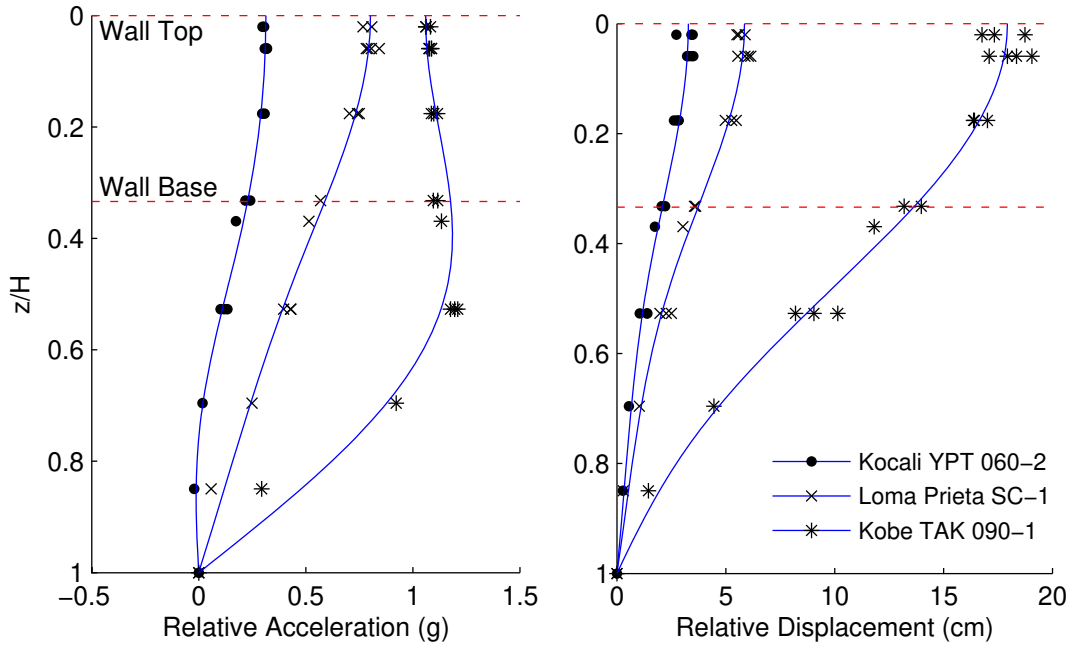 0
Wall Top
0.2
Wall Base
0.4
z/H
0.6
0.8
1
−0.5
0
0.5
1
1.5
Relative Acceleration (g)
0
0.2
0.4
0.6
0.8
1
Kocali YPT 060−2
Loma Prieta SC−1
Kobe TAK 090−1
0
5
10
15
20
Relative Displacement (cm)